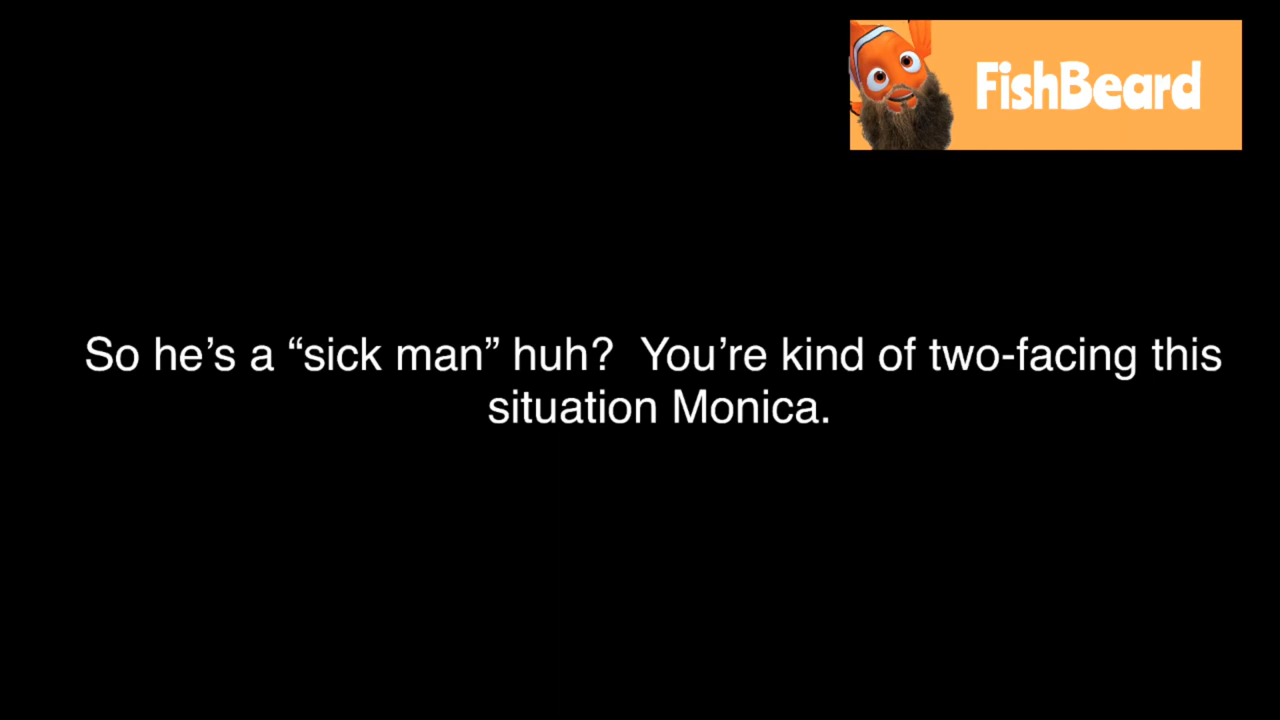 FishBeard
So he’s a “sick man” huh?  You’re kind of two-facing this
situation Monica.